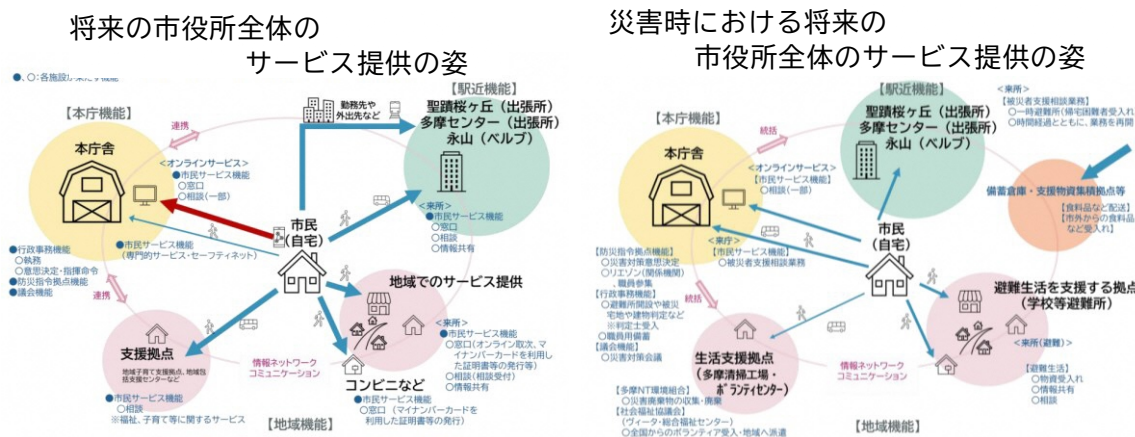 将来の市役所全体の
サービス提供の姿
【本庁機能】
連携
本庁舎
<オンラインサービス>
●市民サービス機能
○窓口
○相談(一部)
●行政事務機能
○執務
○意思決定・指揮命令
●防災指令拠点機能
●議会機能
●市民サービス機能
(専門的サービス・セーフティネット)
勤務先や
外出先など
【駅近機能】
聖蹟桜ヶ丘(出張所)
多摩センター(出張所)
永山(ベルブ)
<来所>
●市民サービス機能
○窓口
○相談
○情報共有
市民
(自宅)
連携
地域でのサービス提供
<来所>
●市民サービス機能
○窓口(オンライン取次、マ
イナンバーカードを利用し
た証明書等の発行等)
○相談(相談受付)
○情報共有
支援拠点
地域子育て支援拠点、地域包
括支援センターなど
●市民サービス機能
○相談
※福祉、子育て等に関するサービス
情報ネットワーク
コミュニケーション
コンビニなど
●市民サービス機能
○窓口 (マイナンバーカードを
利用した証明書等の発行)
【地域機能】
災害時における将来の
市役所全体のサービス提供の姿
【本庁機能】
統括
本庁舎
<オンラインサービス>
【市民サービス機能】
○相談(一部)
【駅近機能】
聖蹟桜ヶ丘(出張所)
多摩センター(出張所)
永山(ベルブ)
<来所>
【被災者支援相談業務】
○一時避難所(帰宅困難者受入れ
○時間経過とともに、業務を再開
備蓄倉庫・支援物資集積拠点等
【食料品など配送】
【市外からの食料品
など受入れ】
市民
(自宅)
<来庁>
【市民サービス機能】
○被災者支援相談業務
【防災指令拠点機能】
○災害対策意思決定
○リエゾン(関係機関)
、職員参集
【行政事務機能】
○避難所開設や被災
宅地や建物判定など
※判定士受入
○職員用備蓄
【議会機能】
○災害対策会議
統括
避難生活を支援する拠点
(学校等避難所)
<来所(避難)>
【避難生活】
○物資受入れ
○情報共有
○相談
生活支援拠点
(多摩清掃工場・
ボランティセンター)
情報ネットワーク
コミュニケーション
【多摩NT環境組合】
○災害廃棄物の収集・廃棄
【社会福祉協議会】
(ヴィータ・総合福祉センター)
○全国からのボランティア受入・地域へ派遣
【地域機能】